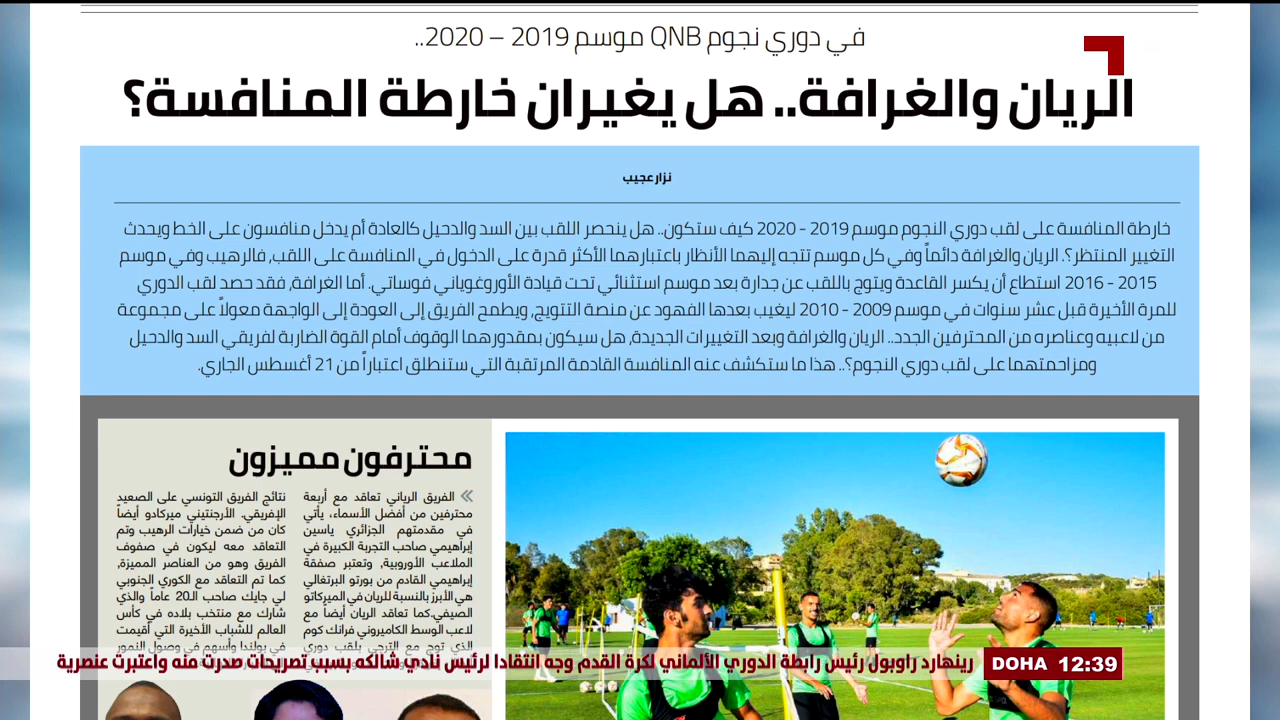 في دوري نجوم QNB موسم 2019 – 2020..
الريان والغرافة.. هل يغيران خارطة المنافسة؟
نزار عجيب
خارطة المنافسة على لقب دوري النجوم موسم 2019 - 2020 كيف ستكون.. هل ينحصر اللقب بين السد والدحيل كالعادة أم يدخل منافسون على الخط ويحدث
التغيير المنتظر؟. الريان والغرافة دائماً وفي كل موسم تتجه إليهما الأنظار باعتبارهما الأكثر قدرة على الدخول في المنافسة على اللقب، فالرهيب وفي موسم
2015 - 2016 استطاع أن يكسر القاعدة ويتوج باللقب عن جدارة بعد موسم استثنائي تحت قيادة الأوروغوياني فوساتي. أما الغرافة، فقد حصد لقب الدوري
للمرة الأخيرة قبل عشر سنوات في موسم 2009 - 2010 ليغيب بعدها الفهود عن منصة التتويج، ويطمح الفريق إلى العودة إلى الواجهة معولاً على مجموعة
من لاعبيه وعناصره من المحترفين الجدد.. الريان والغرافة وبعد التغييرات الجديدة، هل سيكون بمقدورهما الوقوف أمام القوة الضاربة لفريقي السد والدحيل
ومزاحمتهما على لقب دوري النجوم؟.. هذا ما ستكشف عنه المنافسة القادمة المرتقبة التي ستنطلق اعتباراً من 21 أغسطس الجاري.
محترفون مميزون
الفريق الرياني تعاقد مع أربعة
محترفين من أفضل الأسماء، يأتي
في مقدمتهم الجزائري ياسين
إبراهيمي صاحب التجربة الكبيرة في
الملاعب الأوروبية، وتعتبر صفقة
إبراهيمي القادم من بورتو البرتغالي
هي الأبرز بالنسبة للريان في الميركاتو
الصيفي.كما تعاقد الريان أيضاً مع
لاعب الوسط الكاميروني فرانك كوم
الذي توج مع الترجي بلقب دوري
نتائج الفريق التونسي على الصعيد
الإفريقي. الأرجنتيني ميركادو أيضاً
كان من ضمن خيارات الرهيب وتم
التعاقد معه ليكون في صفوف
الفريق وهو من العناصر المميزة،
كما تم التعاقد مع الكوري الجنوبي
لي جايك صاحب الـ20 عاماً والذي
شارك مع منتخب بلاده في كأس
العالم للشباب الأخيرة التي أقيمت
في بولندا وأسهم في وصول النمور
DOHA 12:39
رينهارد راوبول رئيس رابطة الدوري الألماني لكرة القدم وجه انتقادا لرئيس نادي شالكه بسبب تصريحات صدرت منه واعتبرت عنصرية